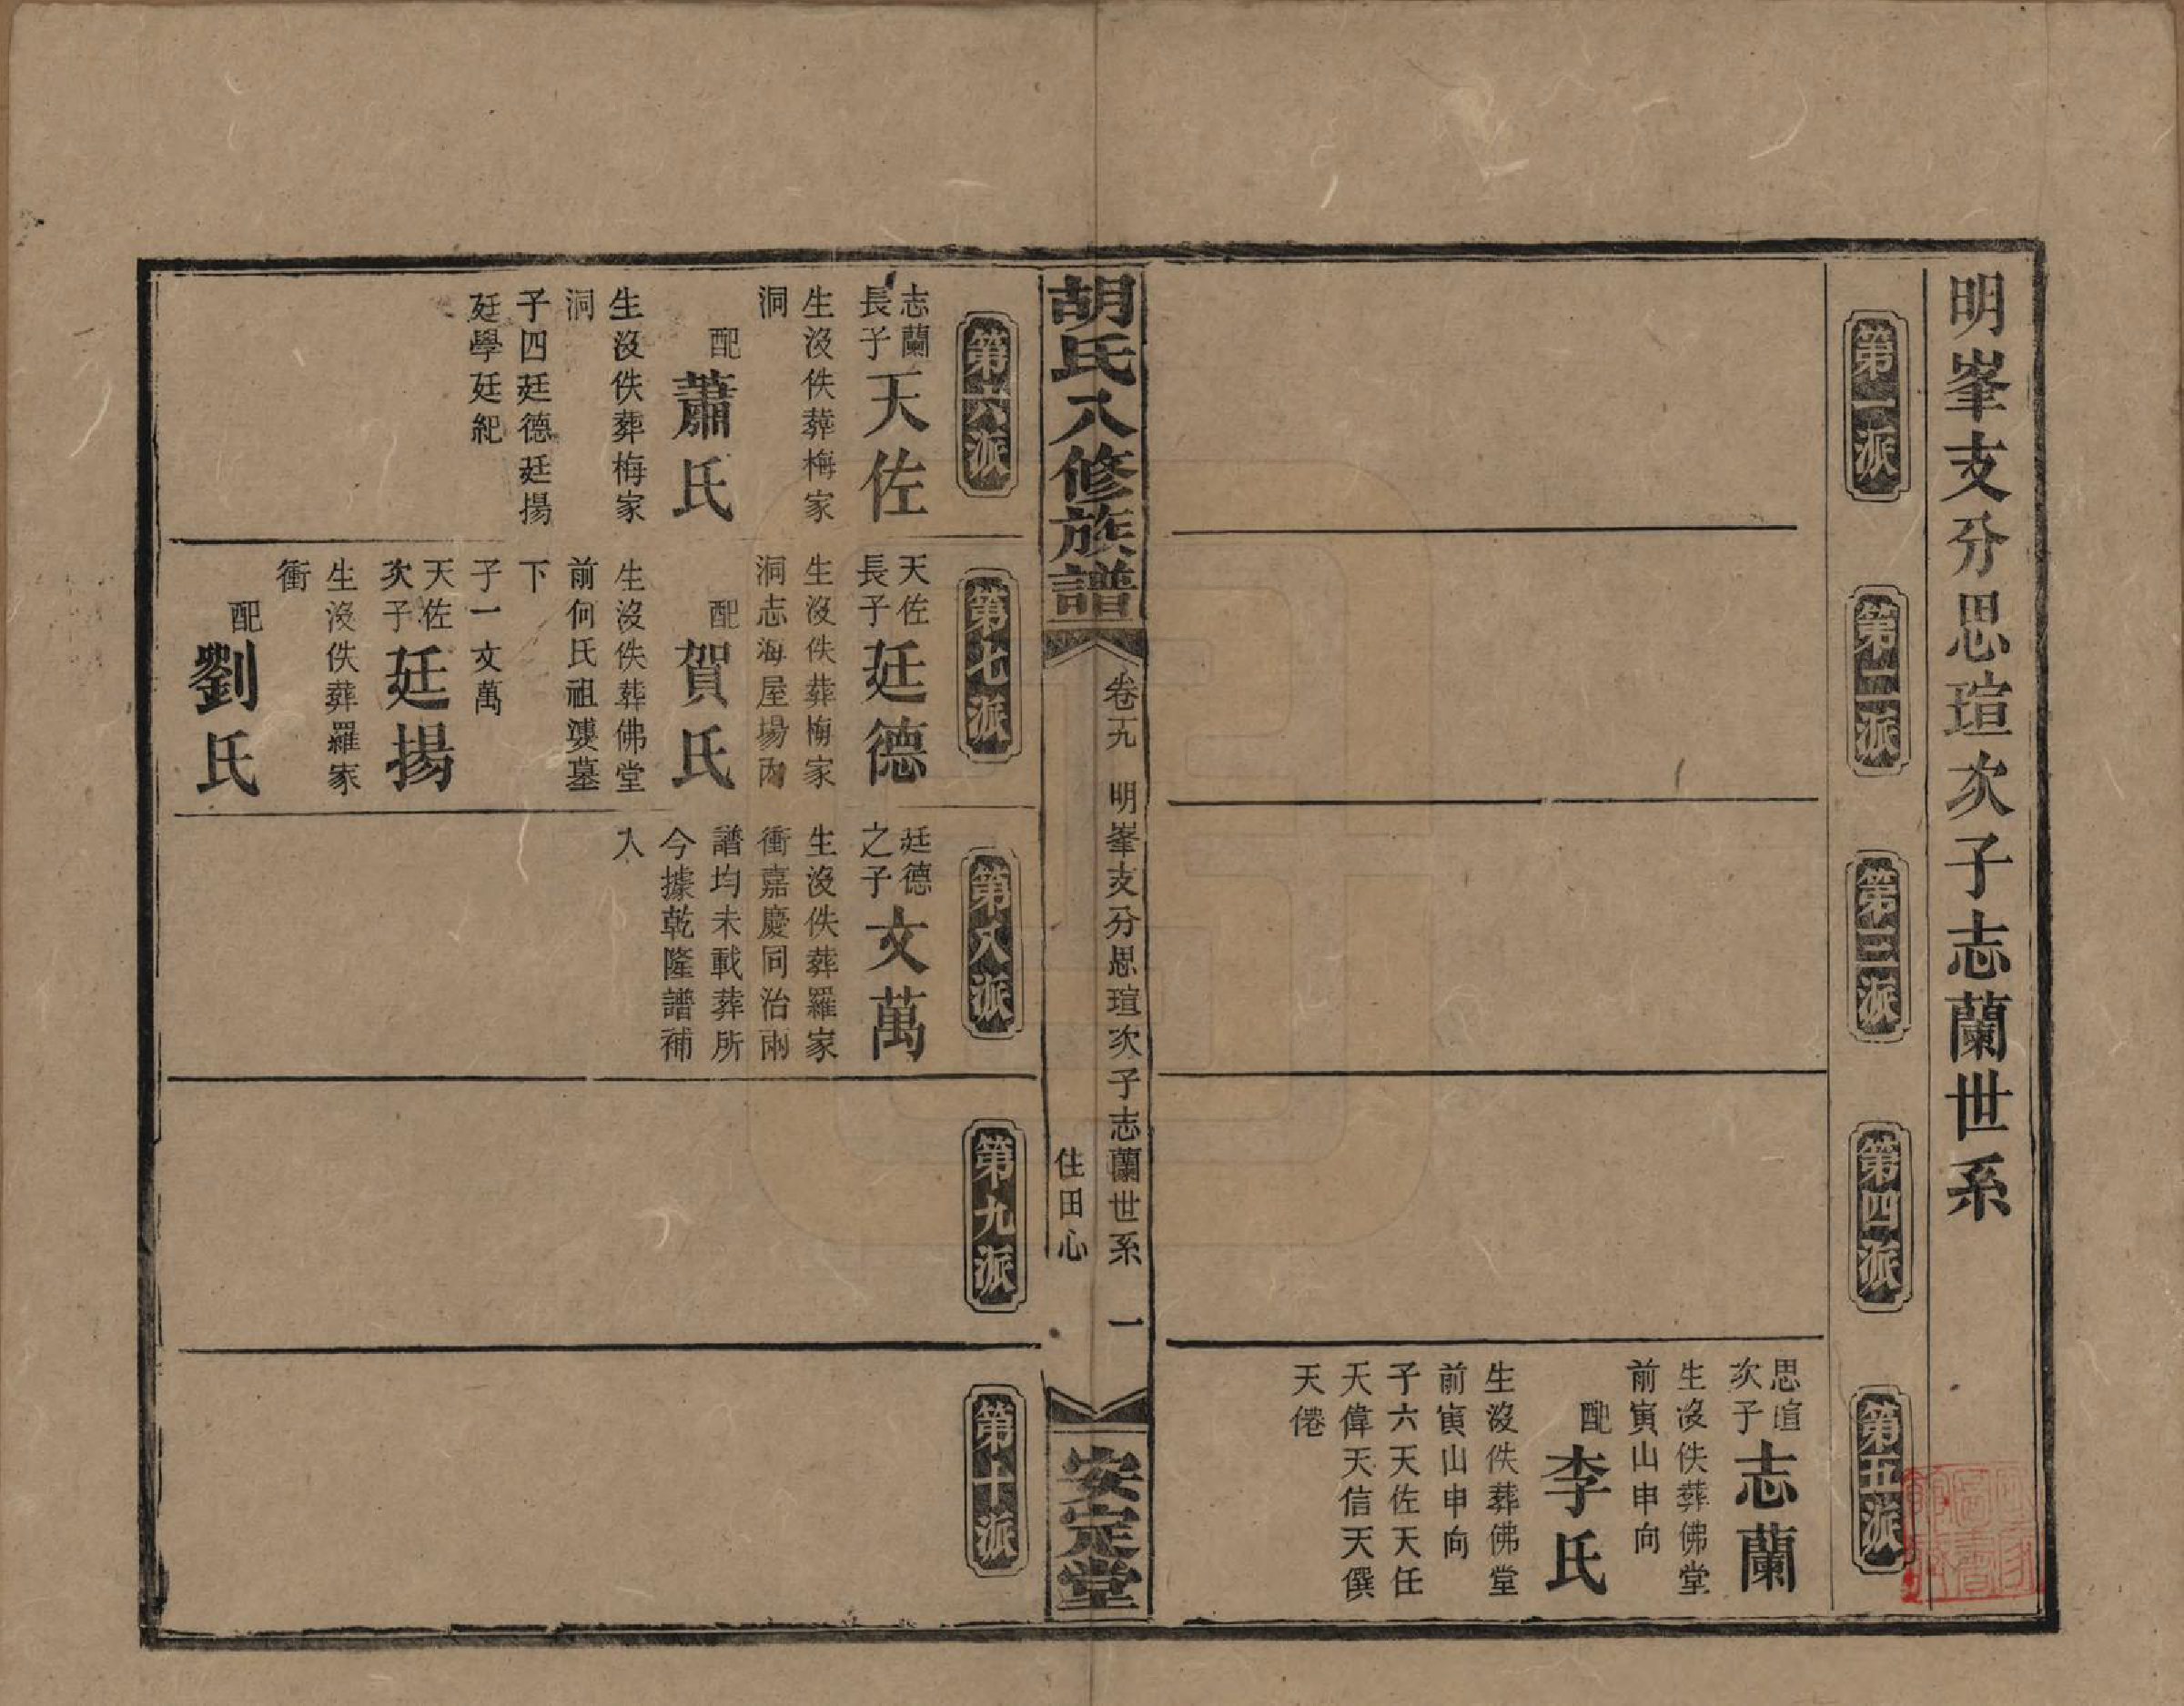 明峯支分思瑄次子志蘭世系
第一派
第二派
第三派
第四派
第五派
思瑄
次子
志蘭
生沒佚葬佛堂
前寅山申向
配
李氏
生沒佚葬佛堂
前寅山申向
子六天佐天任
天偉天信天僎
天僊
胡氏八修族譜
卷十九
明峯支分思瑄次子志蘭世系
一
住田心
安定堂
第六派
志蘭
長子
天佐
生沒佚葬梅家
洞
配
蕭氏
生沒佚葬梅家
洞
子四廷德廷揚
廷學廷紀
第七派
天佐
長子
廷德
生沒佚葬梅家
洞志海屋場內
配
賀氏
生沒佚葬佛堂
前何氏祖㜢墓
下
子一文萬
天佐
次子
廷揚
生沒佚葬羅家
衝
配
劉氏
第八派
廷德
之子
文萬
生沒佚葬羅家
衝嘉慶同治兩
譜均未載葬所
今據乾隆譜補
入
第九派
第十派